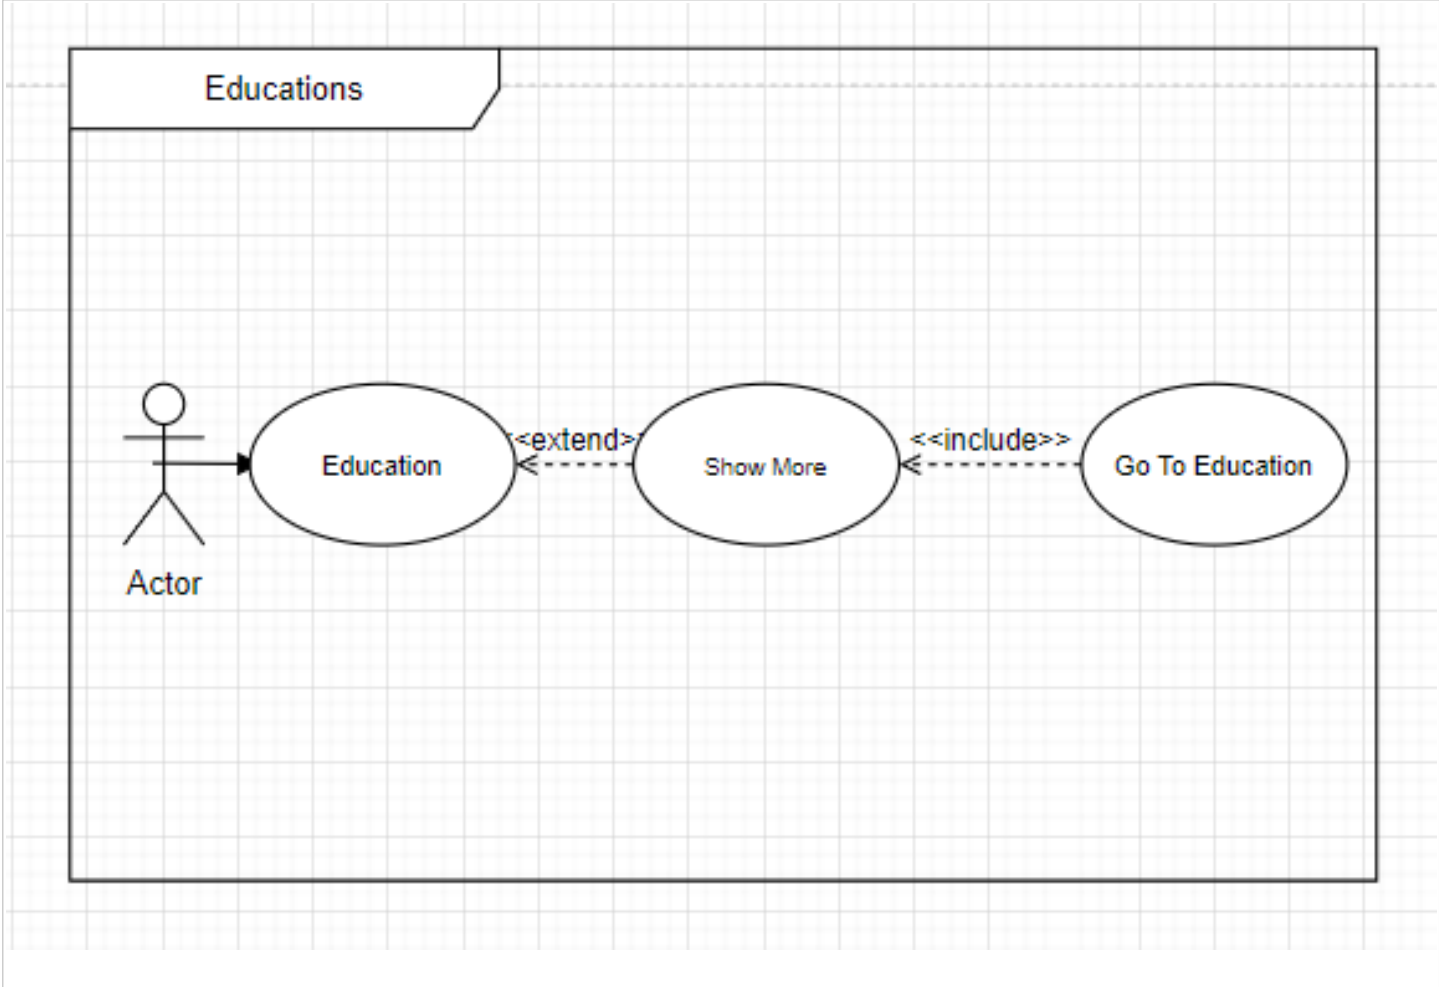 Educations
Education
<<extend>>
Show More
<<include>>
Go To Education
Actor